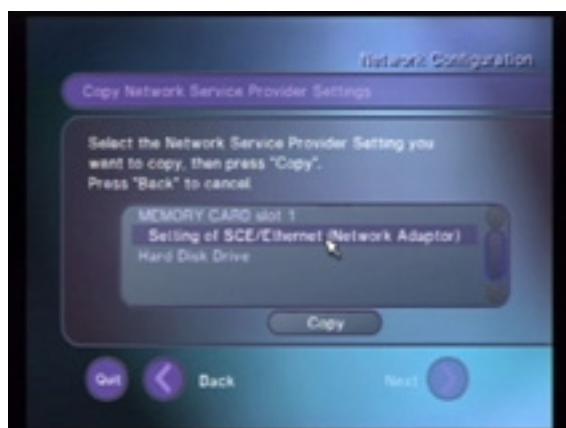 Network Configuration
Copy Network Service Provider Settings
Select the Network Service Provider Setting you
want to copy, then press "Copy".
Press "Back" to cancel
MEMORY CARD slot 1
Setting of SCE/Ethernet (Network Adaptor)
Hard Disk Drive
Copy
Quit
Back
Next